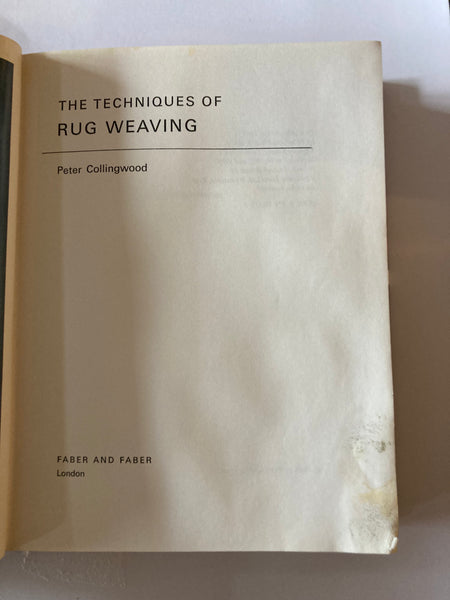 THE TECHNIQUES OF
RUG WEAVING
Peter Collingwood
FABER AND FABER
London